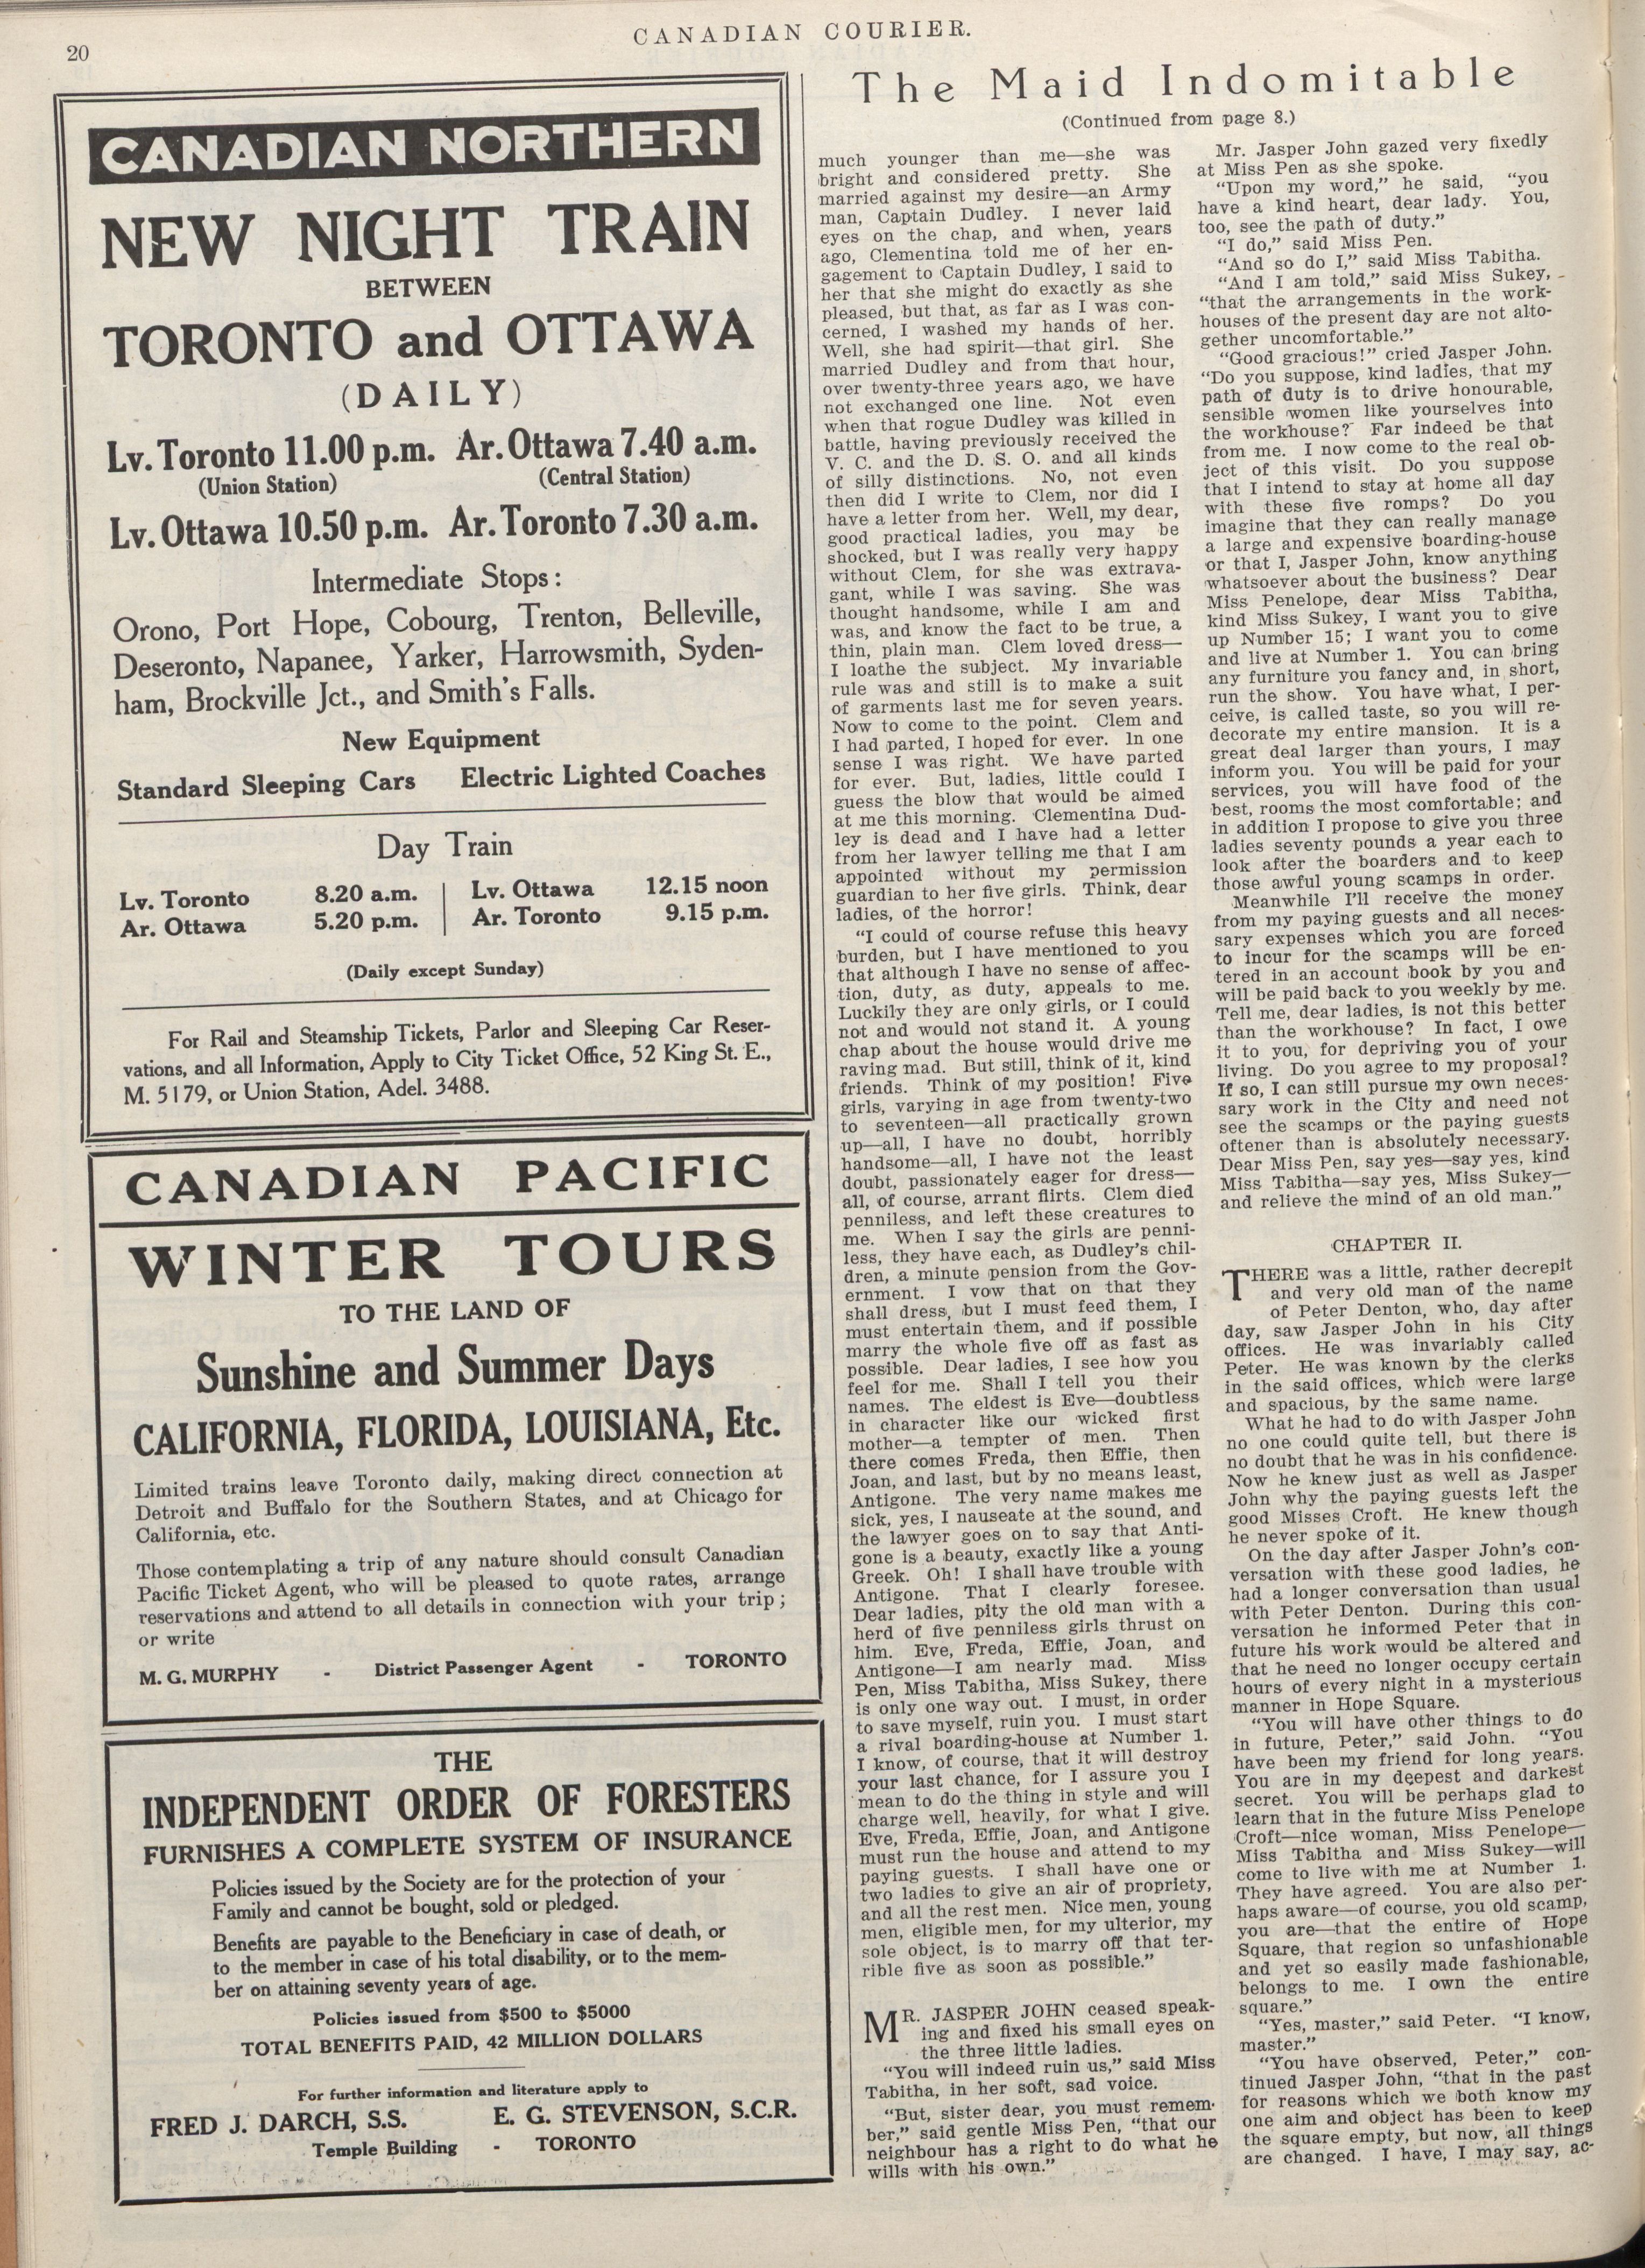 20
CANADIAN COURIER.
CANADIAN NORTHERN
NEW NIGHT TRAIN
BETWEEN
TORONTO and OTTAWA
(DAILY)
Lv. Toronto 11.00 p.m. Ar. Ottawa 7.40 a.m.
(Union Station) (Central Station)
Lv. Ottawa 10.50 p.m. Ar. Toronto 7.30 a.m.
Intermediate Stops:
Orono, Port Hope, Cobourg, Trenton, Belleville,
Deseronto, Napanee, Yarker, Harrowsmith, Syden-
ham, Brockville Jct., and Smith's Falls.
New Equipment
Standard Sleeping Cars Electric Lighted Coaches
Day Train
Lv. Toronto 8.20 a.m. Lv. Ottawa 12.15 noon
Ar. Ottawa 5.20 p.m. Ar. Toronto 9.15 p.m.
(Daily except Sunday)
For Rail and Steamship Tickets, Parlor and Sleeping Car Reser-
vations, and all Information, Apply to City Ticket Office, 52 King St. E.,
M. 5179, or Union Station, Adel. 3488.
CANADIAN PACIFIC
WINTER TOURS
TO THE LAND OF
Sunshine and Summer Days
CALIFORNIA, FLORIDA, LOUISIANA, Etc.
Limited trains leave Toronto daily, making direct connection at
Detroit and Buffalo for the Southern States, and at Chicago for
California, etc.
Those contemplating a trip of any nature should consult Canadian
Pacific Ticket Agent, who will be pleased to quote rates, arrange
reservations and attend to all details in connection with your trip;
or write
M. G. MURPHY - District Passenger Agent - TORONTO
THE
INDEPENDENT ORDER OF FORESTERS
FURNISHES A COMPLETE SYSTEM OF INSURANCE
Policies issued by the Society are for the protection of your
Family and cannot be bought, sold or pledged.
Benefits are payable to the Beneficiary in case of death, or
to the member in case of his total disability, or to the mem-
ber on attaining seventy years of age.
Policies issued from $500 to $5000
TOTAL BENEFITS PAID, 42 MILLION DOLLARS
For further information and literature apply to
FRED J. DARCH, S.S. E. G. STEVENSON, S.C.R.
Temple Building - TORONTO
The Maid Indomitable
(Continued from page 8.)
much younger than me—she was
bright and considered pretty. She
married against my desire—an Army
man, Captain Dudley. I never laid
eyes on the chap, and when, years
ago, Clementina told me of her en-
gagement to Captain Dudley, I said to
her that she might do exactly as she
pleased, but that, as far as I was con-
cerned, I washed my hands of her.
Well, she had spirit—that girl. She
married Dudley and from that hour,
over twenty-three years ago, we have
not exchanged one line. Not even
when that rogue Dudley was killed in
battle, having previously received the
V. C. and the D. S. O. and all kinds
of silly distinctions. No, not even
then did I write to Clem, nor did I
have a letter from her. Well, my dear,
good practical ladies, you may be
shocked, but I was really very happy
without Clem, for she was extrava-
gant, while I was saving. She was
thought handsome, while I am and
was, and know the fact to be true, a
thin, plain man. Clem loved dress—
I loathe the subject. My invariable
rule was and still is to make a suit
of garments last me for seven years.
Now to come to the point. Clem and
I had parted, I hoped for ever. In one
sense I was right. We have parted
for ever. But, ladies, little could I
guess the blow that would be aimed
at me this morning. Clementina Dud-
ley is dead and I have had a letter
from her lawyer telling me that I am
appointed without my permission
guardian to her five girls. Think, dear
ladies, of the horror!
"I could of course refuse this heavy
burden, but I have mentioned to you
that although I have no sense of affec-
tion, duty, as duty, appeals to me.
Luckily they are only girls, or I could
not and would not stand it. A young
chap about the house would drive me
raving mad. But still, think of it, kind
friends. Think of my position! Five
girls, varying in age from twenty-two
to seventeen—all practically grown
up—all, I have no doubt, horribly
handsome—all, I have not the least
doubt, passionately eager for dress—
all, of course, arrant flirts. Clem died
penniless, and left these creatures to
me. When I say the girls are penni-
less, they have each, as Dudley's chil-
dren, a minute pension from the Gov-
ernment. I vow that on that they
shall dress, but I must feed them, I
must entertain them, and if possible
marry the whole five off as fast as
possible. Dear ladies, I see how you
feel for me. Shall I tell you their
names. The eldest is Eve—doubtless
in character like our wicked first
mother—a tempter of men. Then
there comes Freda, then Effie, then
Joan, and last, but by no means least,
Antigone. The very name makes me
sick, yes, I nauseate at the sound, and
the lawyer goes on to say that Anti-
gone is a beauty, exactly like a young
Greek. Oh! I shall have trouble with
Antigone. That I clearly foresee.
Dear ladies, pity the old man with a
herd of five penniless girls thrust on
him. Eve, Freda, Effie, Joan, and
Antigone—I am nearly mad. Miss
Pen, Miss Tabitha, Miss Sukey, there
is only one way out. I must, in order
to save myself, ruin you. I must start
a rival boarding-house at Number 1.
I know, of course, that it will destroy
your last chance, for I assure you I
mean to do the thing in style and will
charge well, heavily, for what I give.
Eve, Freda, Effie, Joan, and Antigone
must run the house and attend to my
paying guests. I shall have one or
two ladies to give an air of propriety,
and all the rest men. Nice men, young
men, eligible men, for my ulterior, my
sole object, is to marry off that ter-
rible five as soon as possible."
MR. JASPER JOHN ceased speak-
ing and fixed his small eyes on
the three little ladies.
"You will indeed ruin us," said Miss
Tabitha, in her soft, sad voice.
"But, sister dear, you must remem-
ber," said gentle Miss Pen, "that our
neighbour has a right to do what he
wills with his own."
Mr. Jasper John gazed very fixedly
at Miss Pen as she spoke.
"Upon my word," he said, "you
have a kind heart, dear lady. You,
too, see the path of duty."
"I do," said Miss Pen.
"And so do I," said Miss Tabitha.
"And I am told," said Miss Sukey,
"that the arrangements in the work-
houses of the present day are not alto-
gether uncomfortable."
"Good gracious!" cried Jasper John.
"Do you suppose, kind ladies, that my
path of duty is to drive honourable,
sensible women like yourselves into
the workhouse? Far indeed be that
from me. I now come to the real ob-
ject of this visit. Do you suppose
that I intend to stay at home all day
with these five romps? Do you
imagine that they can really manage
a large and expensive boarding-house
or that I, Jasper John, know anything
whatsoever about the business? Dear
Miss Penelope, dear Miss Tabitha,
kind Miss Sukey, I want you to give
up Number 15; I want you to come
and live at Number 1. You can bring
any furniture you fancy and, in short,
run the show. You have what, I per-
ceive, is called taste, so you will re-
decorate my entire mansion. It is a
great deal larger than yours, I may
inform you. You will be paid for your
services, you will have food of the
best, rooms the most comfortable; and
in addition I propose to give you three
ladies seventy pounds a year each to
look after the boarders and to keep
those awful young scamps in order.
Meanwhile I'll receive the money
from my paying guests and all neces-
sary expenses which you are forced
to incur for the scamps will be en-
tered in an account book by you and
will be paid back to you weekly by me.
Tell me, dear ladies, is not this better
than the workhouse? In fact, I owe
it to you, for depriving you of your
living. Do you agree to my proposal?
If so, I can still pursue my own neces-
sary work in the City and need not
see the scamps or the paying guests
oftener than is absolutely necessary.
Dear Miss Pen, say yes—say yes, kind
Miss Tabitha—say yes, Miss Sukey—
and relieve the mind of an old man."
CHAPTER II.
THERE was a little, rather decrepit
and very old man of the name
of Peter Denton, who, day after
day, saw Jasper John in his City
offices. He was invariably called
Peter. He was known by the clerks
in the said offices, which were large
and spacious, by the same name.
What he had to do with Jasper John
no one could quite tell, but there is
no doubt that he was in his confidence.
Now he knew just as well as Jasper
John why the paying guests left the
good Misses Croft. He knew though
he never spoke of it.
On the day after Jasper John's con-
versation with these good ladies, he
had a longer conversation than usual
with Peter Denton. During this con-
versation he informed Peter that in
future his work would be altered and
that he need no longer occupy certain
hours of every night in a mysterious
manner in Hope Square.
"You will have other things to do
in future, Peter," said John. "You
have been my friend for long years.
You are in my deepest and darkest
secret. You will be perhaps glad to
learn that in the future Miss Penelope
Croft—nice woman, Miss Penelope—
Miss Tabitha and Miss Sukey—will
come to live with me at Number 1.
They have agreed. You are also per-
haps aware—of course, you old scamp,
you are—that the entire of Hope
Square, that region so unfashionable
and yet so easily made fashionable,
belongs to me. I own the entire
square."
"Yes, master," said Peter. "I know,
master."
"You have observed, Peter," con-
tinued Jasper John, "that in the past
for reasons which we both know my
one aim and object has been to keep
the square empty, but now, all things
are changed. I have, I may say, ac-